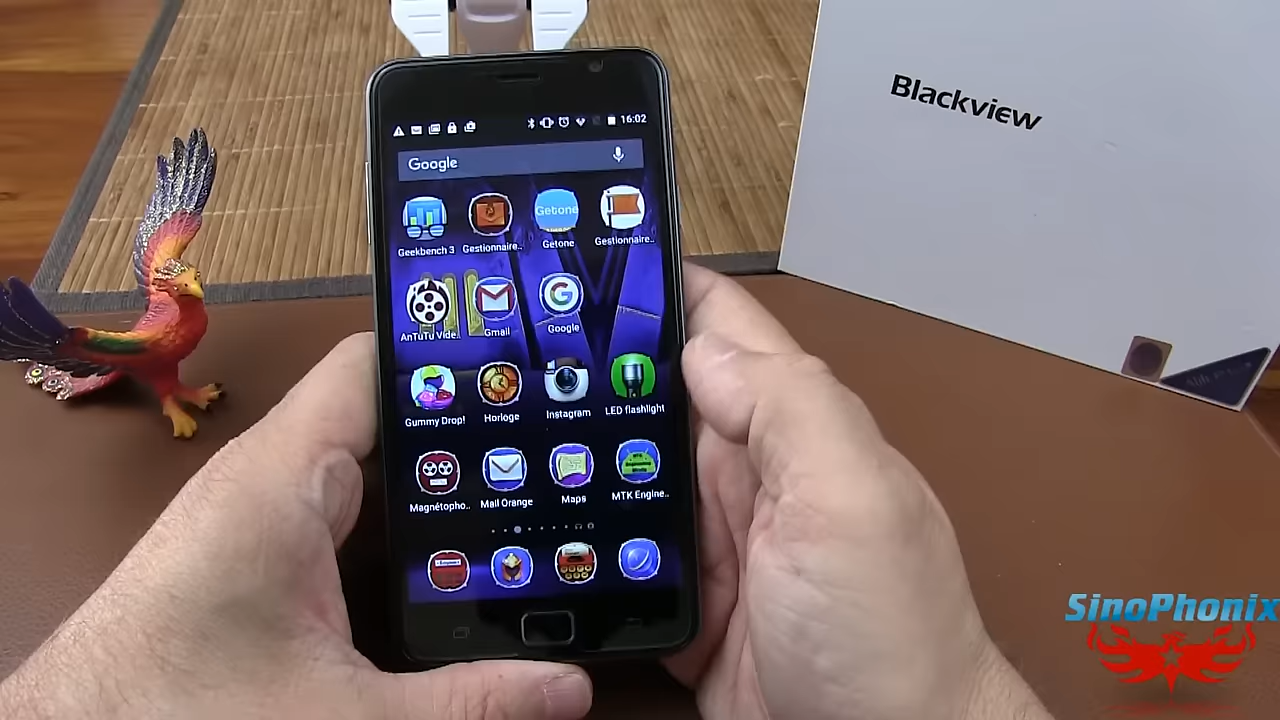 Blackview
16:02
Google
Getone
Geekbench 3
Gestionnaire..
Getone
Gestionnaire..
AnTuTu Vide..
Gmail
Google
Gummy Drop!
Horloge
Instagram
LED flashlight
Magnétopho..
Mail Orange
Maps
MTK Engine..
SinoPhonix